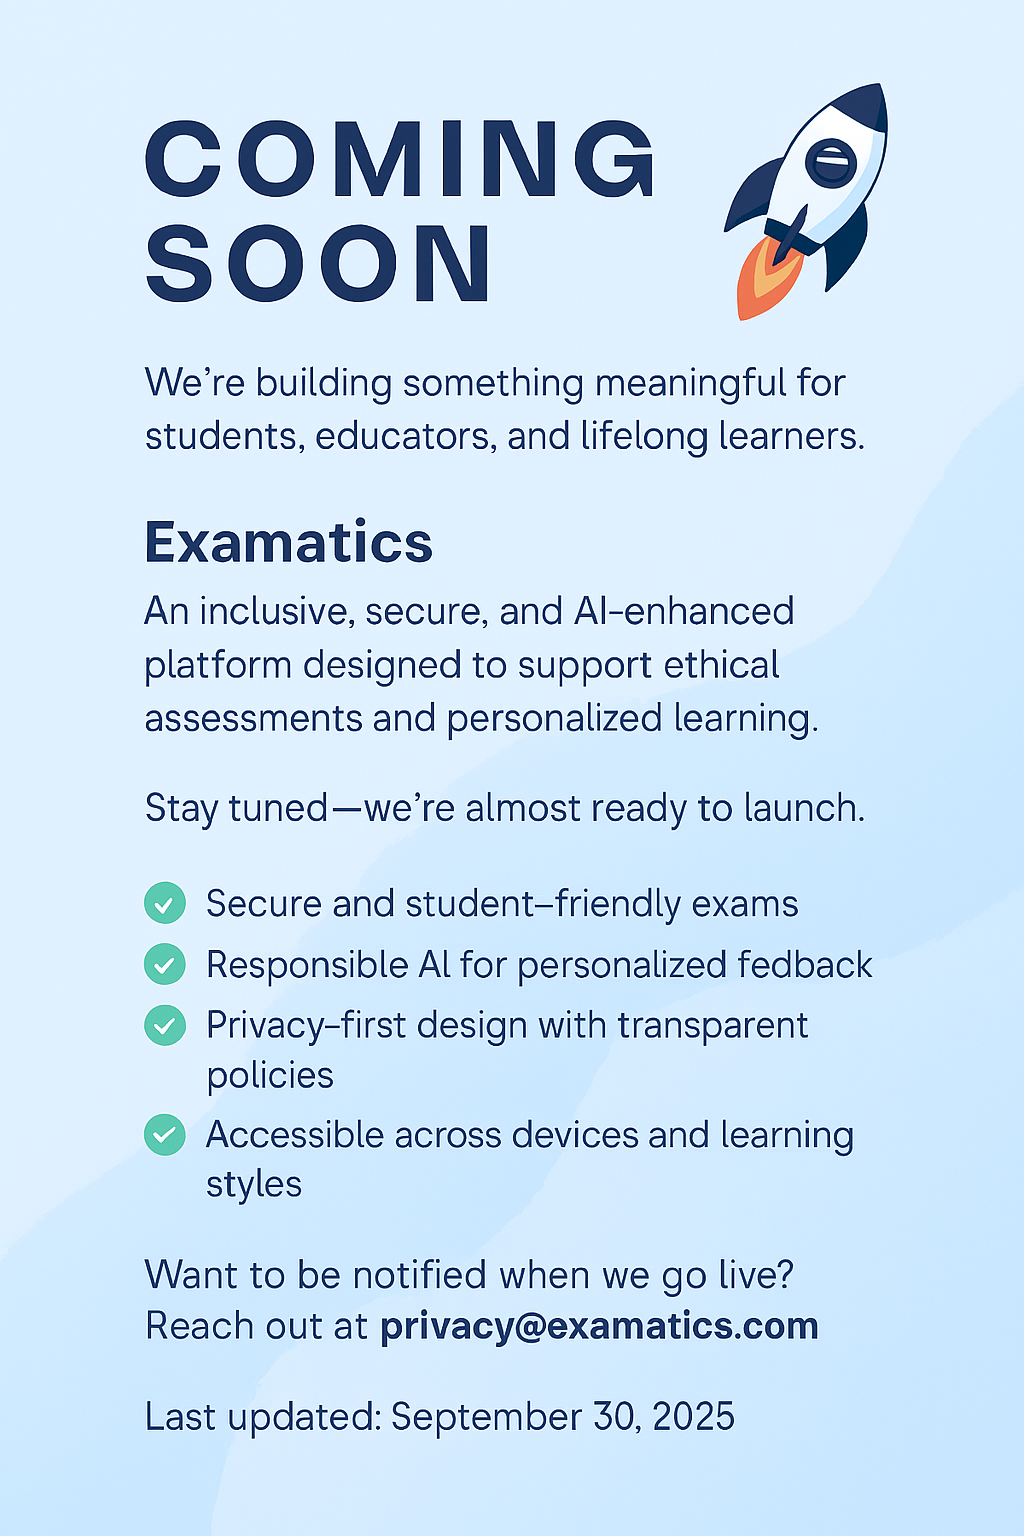 COMING
SOON
We’re building something meaningful for
students, educators, and lifelong learners.
Examatics
An inclusive, secure, and AI-enhanced
platform designed to support ethical
assessments and personalized learning.
Stay tuned—we’re almost ready to launch.
Secure and student–friendly exams
Responsible AI for personalized fedback
Privacy–first design with transparent
policies
Accessible across devices and learning
styles
Want to be notified when we go live?
Reach out at privacy@examatics.com
Last updated: September 30, 2025